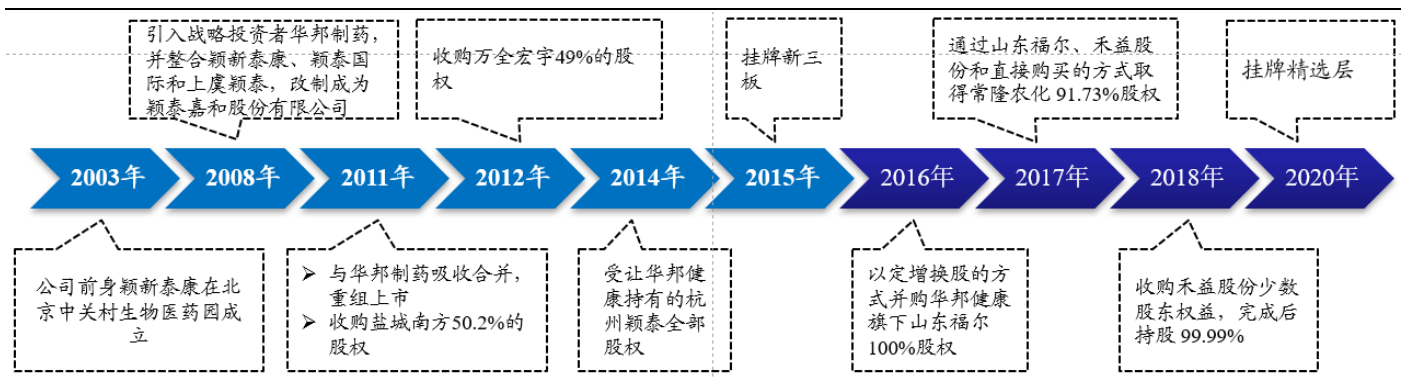 引入战略投资者华邦制药,
并整合颖新泰康、颖泰国
际和上虞颖泰，改制成为
颖泰嘉和股份有限公司
收购万全宏宇49%的股
权
挂牌新三
板
通过山东福尔、禾益股
份和直接购买的方式取
得常隆农化 91.73%股权
挂牌精选层
2003年
2008年
2011年
2012年
2014年
2015年
2016年
2017年
2018年
2020年
公司前身颖新泰康在北
京中关村生物医药园成
立
➢ 与华邦制药吸收合并,
重组上市
➢ 收购盐城南方50.2%的
股权
受让华邦健
康持有的杭
州颖泰全部
股权
以定增换股的方
式并购华邦健康
旗下山东福尔
100%股权
收购禾益股份少数
股东权益，完成后
持股 99.99%